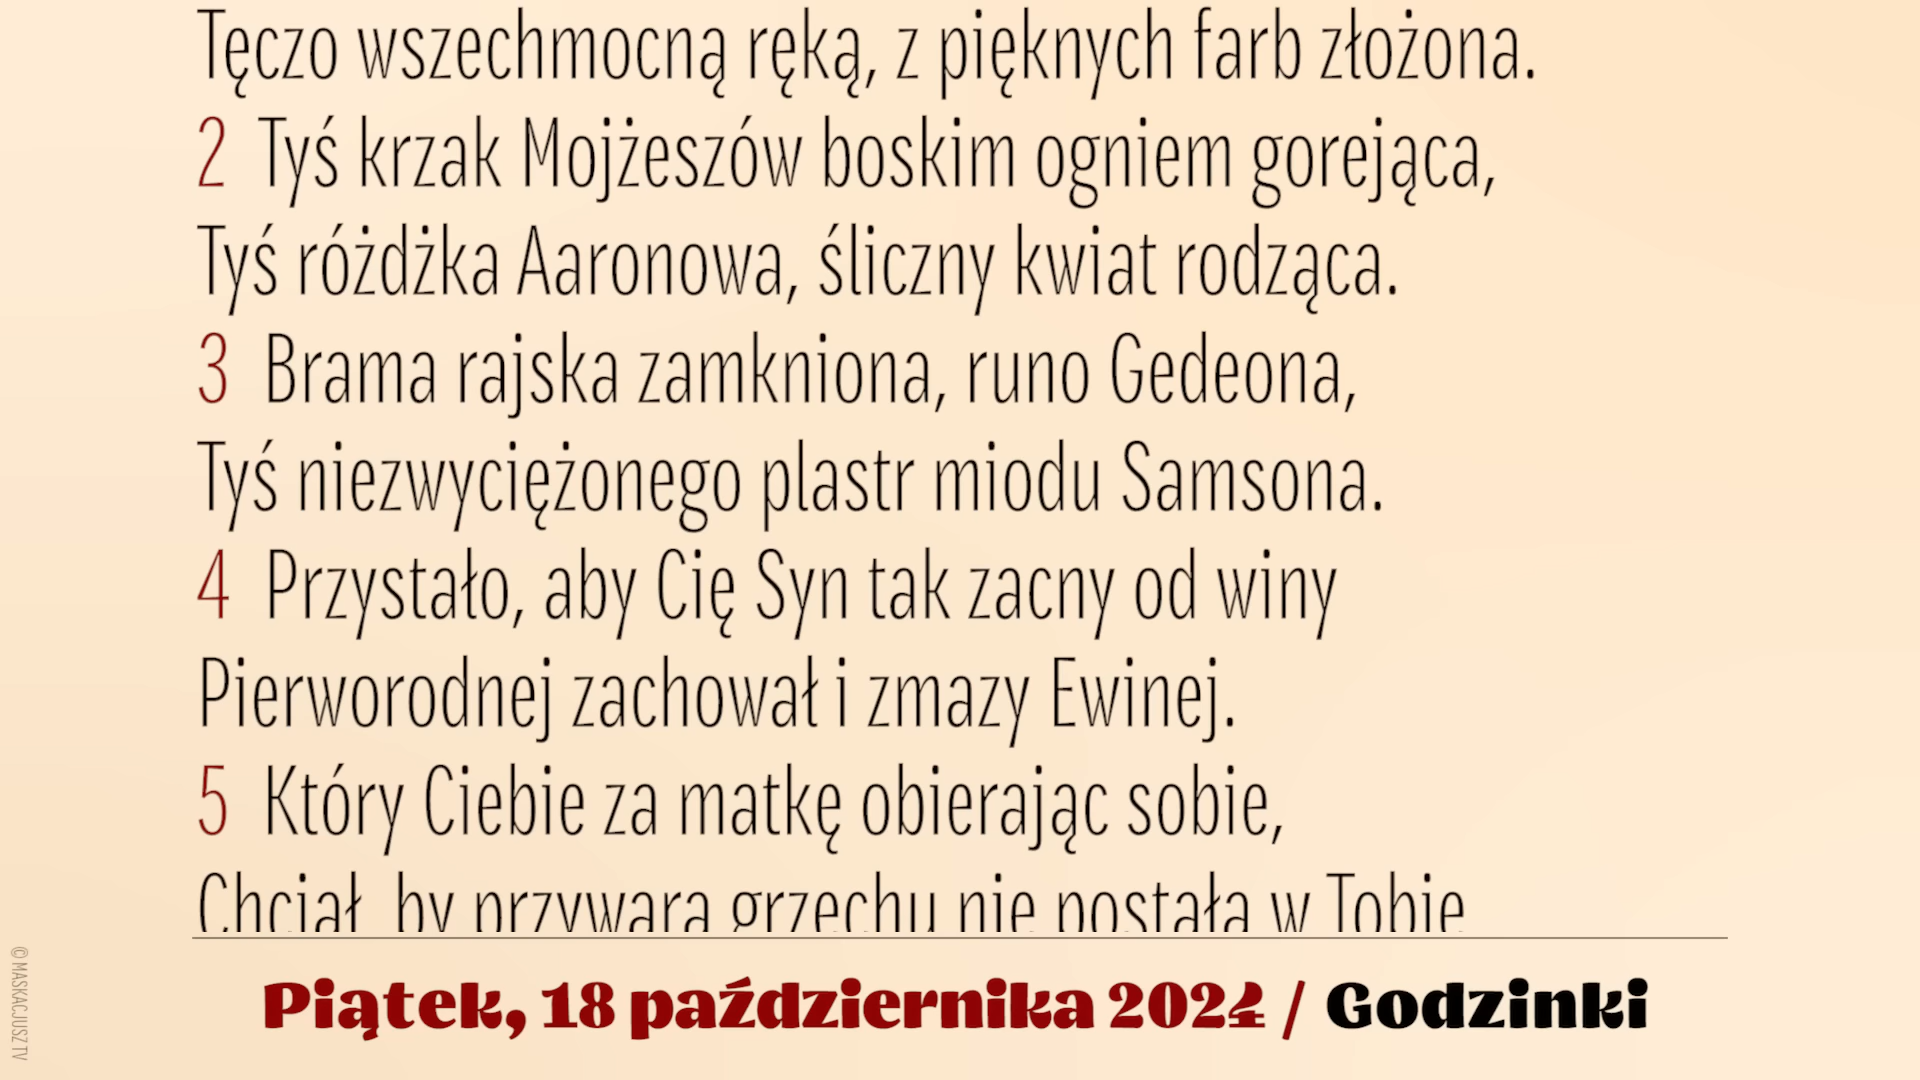 Tęczo wszechmocną ręką, z pięknych farb złożona.
2 Tyś krzak Mojżeszów boskim ogniem gorejąca,
Tyś różdżka Aaronowa, śliczny kwiat rodząca.
3 Brama rajska zamkniona, runo Gedeona,
Tyś niezwyciężonego plastr miodu Samsona.
4 Przystało, aby Cię Syn tak zacny od winy
Pierworodnej zachował i zmazy Ewinej.
5 Który Ciebie za matkę obierając sobie,
Chciał by przywara grzechu nie postała w Tobie
Piątek, 18 października 2024 / Godzinki
© MASKACJUSZ TV